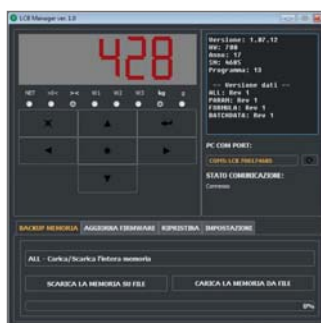 LCB Manager ver. 1.8
428
NET >0< >•< W1 W2 W3 kg g
Versione: 1.07.12
HW: 700
Anno: 17
SN: 4685
Programma: 13
-- Versione dati --
ALL: Rev 1
PARAM: Rev 1
FORMULA: Rev 1
BATCHDATA: Rev 1
PC COM PORT:
STATO COMUNICAZIONE:
Connesso
BACKUP MEMORIA AGGIORNA FIRMWARE RIPRISTINA IMPOSTAZIONE
ALL - Carica/Scarica l'intera memoria
SCARICA LA MEMORIA SU FILE CARICA LA MEMORIA DA FILE
0%